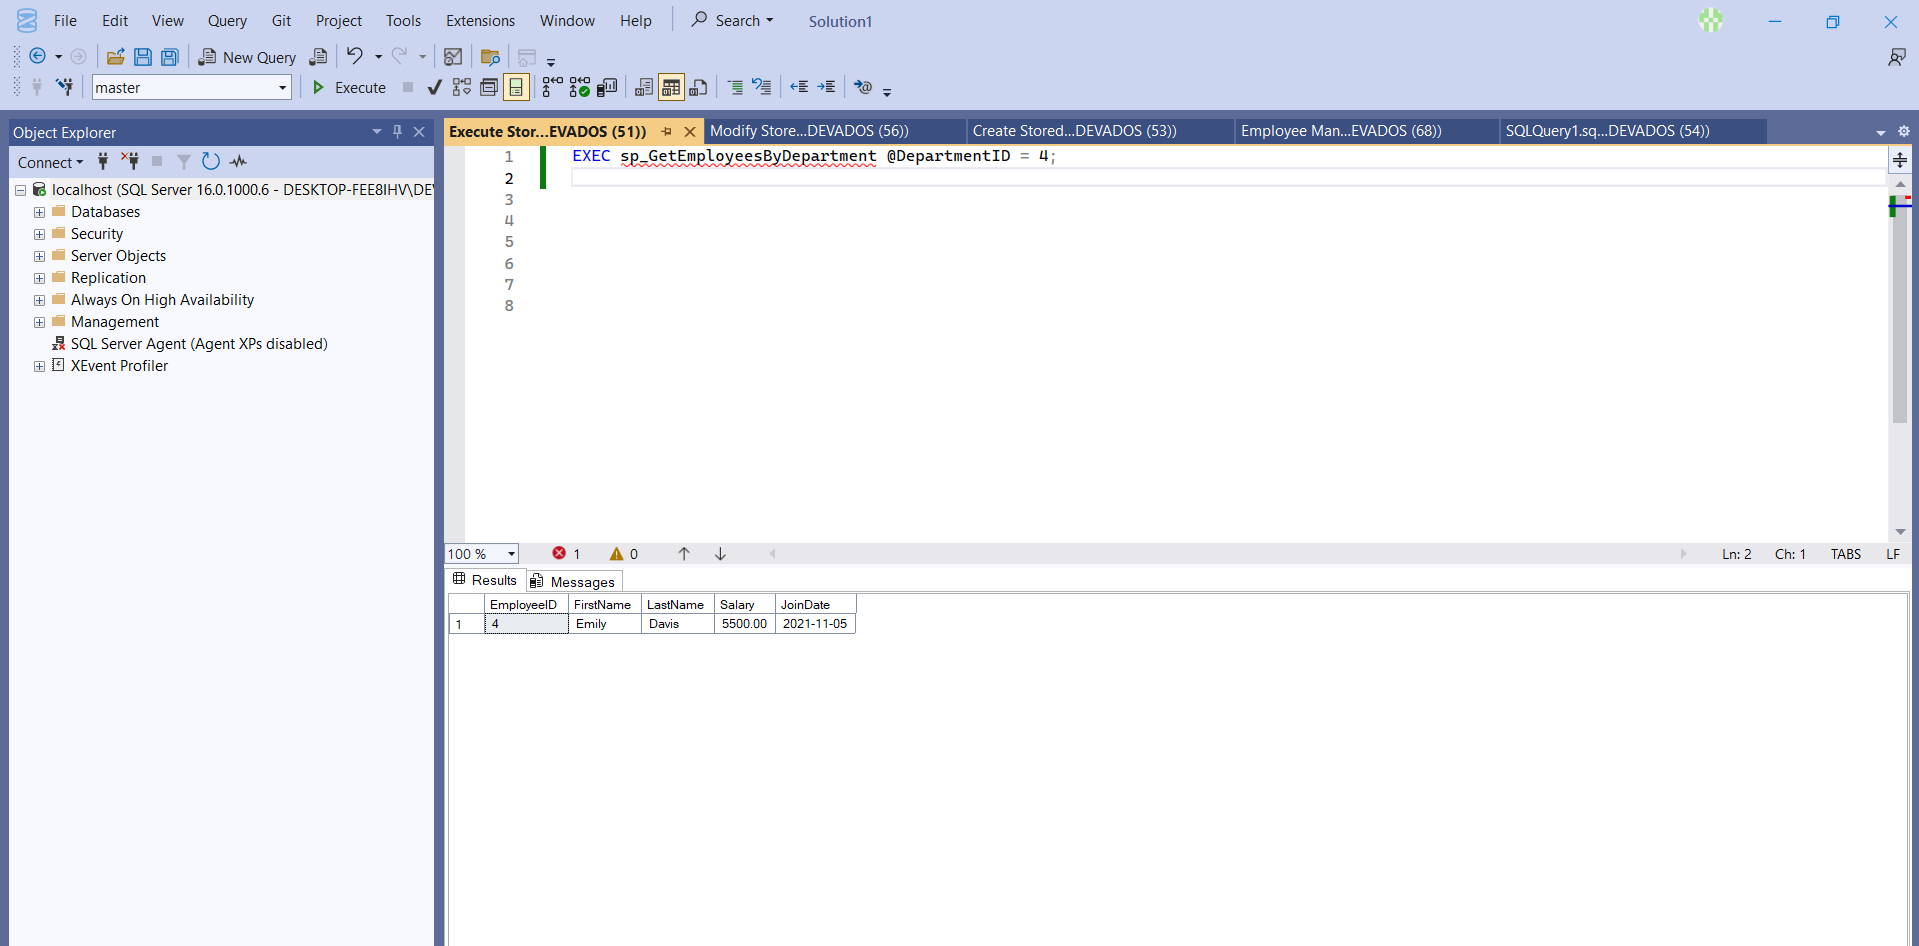 File Edit View Query Git Project Tools Extensions Window Help Search Solution1
New Query
master Execute
Object Explorer
Connect
localhost (SQL Server 16.0.1000.6 - DESKTOP-FEE8IHV\DE
Databases
Security
Server Objects
Replication
Always On High Availability
Management
SQL Server Agent (Agent XPs disabled)
XEvent Profiler
Execute Stor...EVADOS (51)) Modify Store...DEVADOS (56)) Create Stored...DEVADOS (53)) Employee Man...EVADOS (68)) SQLQuery1.sq...DEVADOS (54))
1 EXEC sp_GetEmployeesByDepartment @DepartmentID = 4;
2
3
4
5
6
7
8
100 % 1 0 Ln: 2 Ch: 1 TABS LF
Results Messages
EmployeeID FirstName LastName Salary JoinDate
1 4 Emily Davis 5500.00 2021-11-05